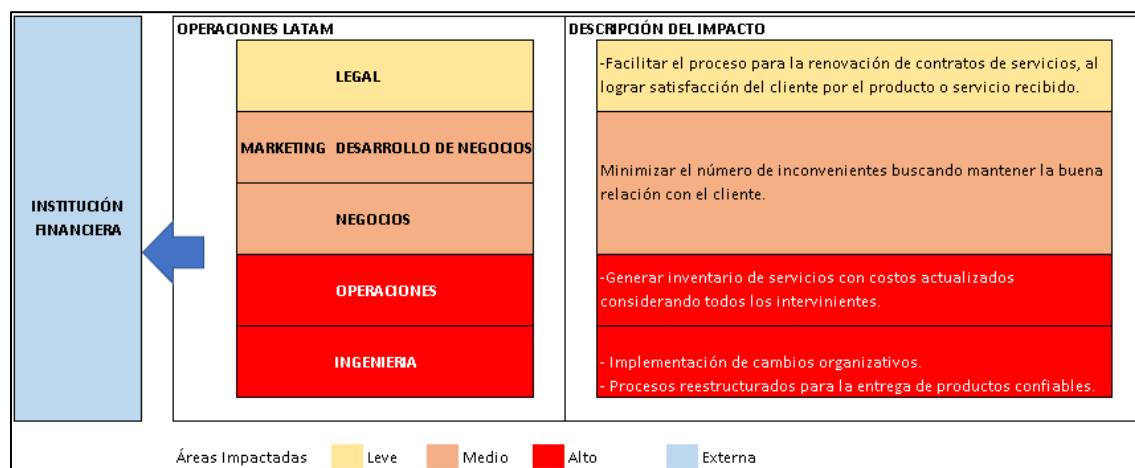 OPERACIONES LATAM
DESCRIPCIÓN DEL IMPACTO
INSTITUCIÓN
FINANCIERA
LEGAL
-Facilitar el proceso para la renovación de contratos de servicios, al
lograr satisfacción del cliente por el producto o servicio recibido.
MARKETING DESARROLLO DE NEGOCIOS
NEGOCIOS
Minimizar el número de inconvenientes buscando mantener la buena
relación con el cliente.
OPERACIONES
-Generar inventario de servicios con costos actualizados
considerando todos los intervinientes.
INGENIERIA
- Implementación de cambios organizativos.
- Procesos reestructurados para la entrega de productos confiables.
Áreas Impactadas
Leve
Medio
Alto
Externa